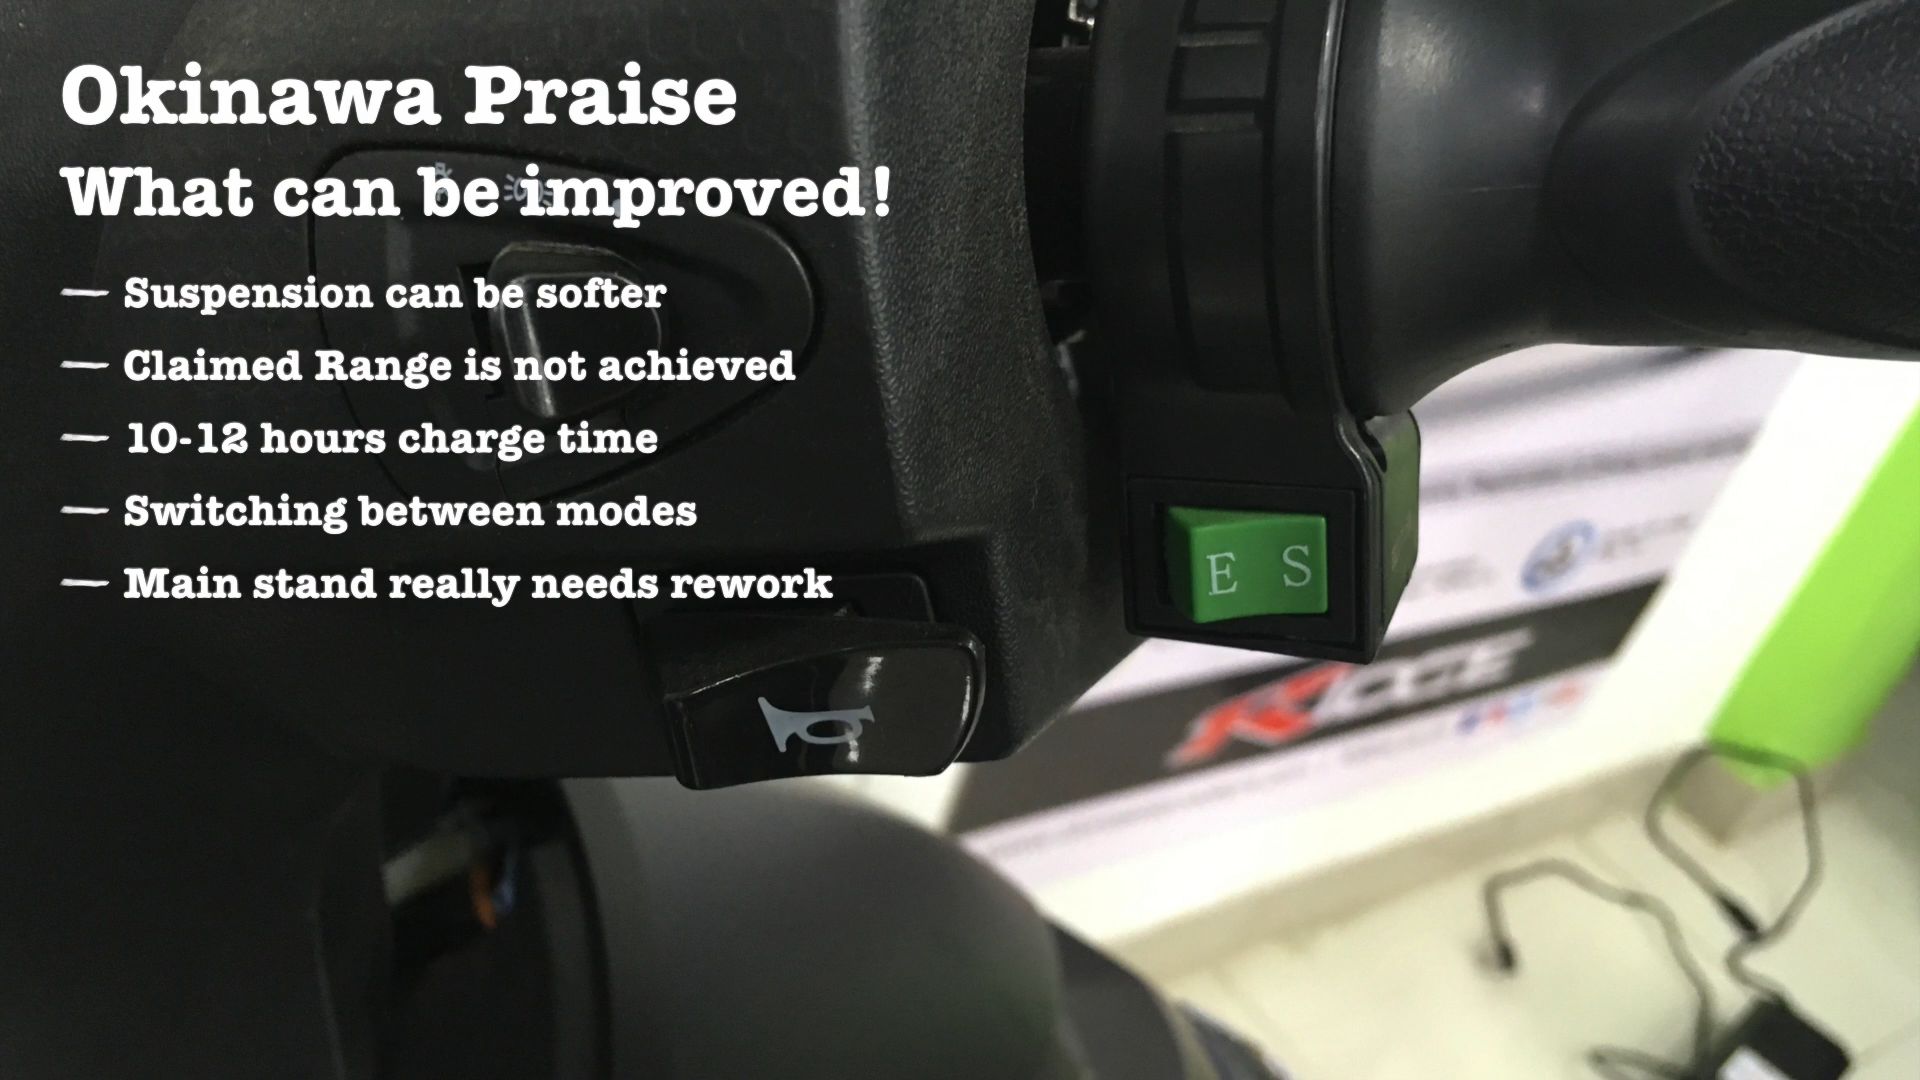 Okinawa Praise
What can be improved!
— Suspension can be softer
— Claimed Range is not achieved
— 10-12 hours charge time
— Switching between modes
— Main stand really needs rework
E S